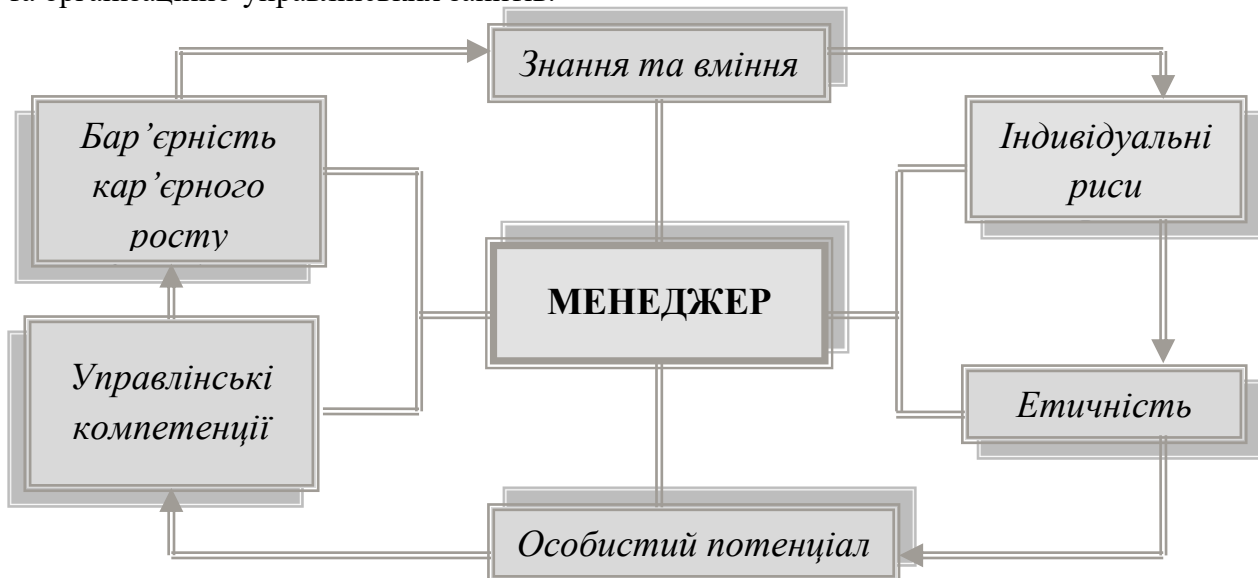 Знання та вміння
Бар’єрність
кар’єрного
росту
Індивідуальні
риси
МЕНЕДЖЕР
Управлінські
компетенції
Етичність
Особистий потенціал